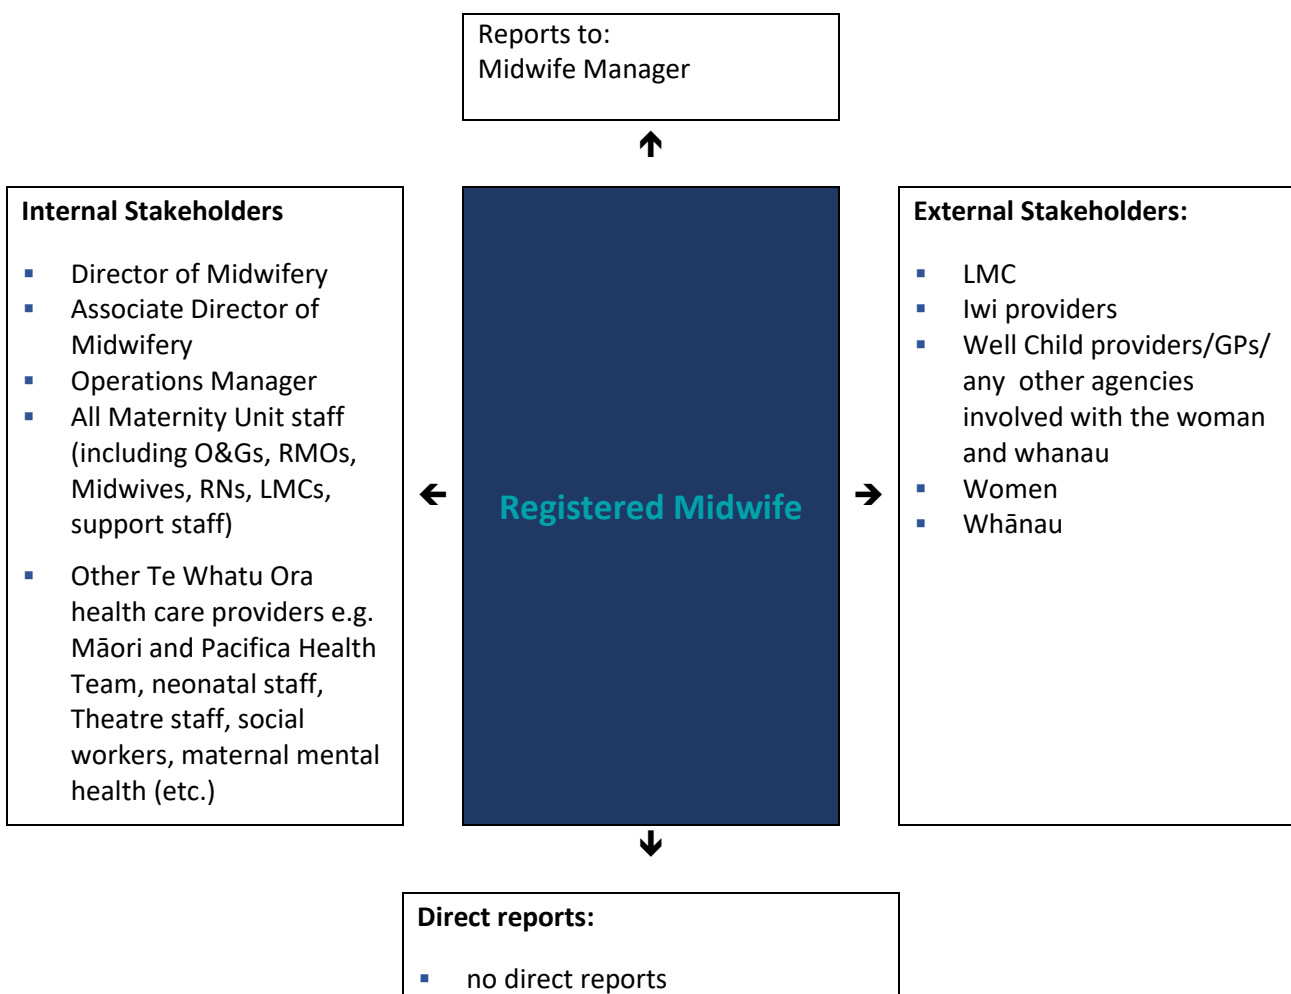 Reports to:
Midwife Manager
↑
Internal Stakeholders
▪ Director of Midwifery
▪ Associate Director of
Midwifery
▪ Operations Manager
▪ All Maternity Unit staff
(including O&Gs, RMOs,
Midwives, RNs, LMCs,
support staff)
▪ Other Te Whatu Ora
health care providers e.g.
Māori and Pacifica Health
Team, neonatal staff,
Theatre staff, social
workers, maternal mental
health (etc.)
←
Registered Midwife
→
External Stakeholders:
▪ LMC
▪ Iwi providers
▪ Well Child providers/GPs/
any  other agencies
involved with the woman
and whanau
▪ Women
▪ Whānau
↓
Direct reports:
▪ no direct reports